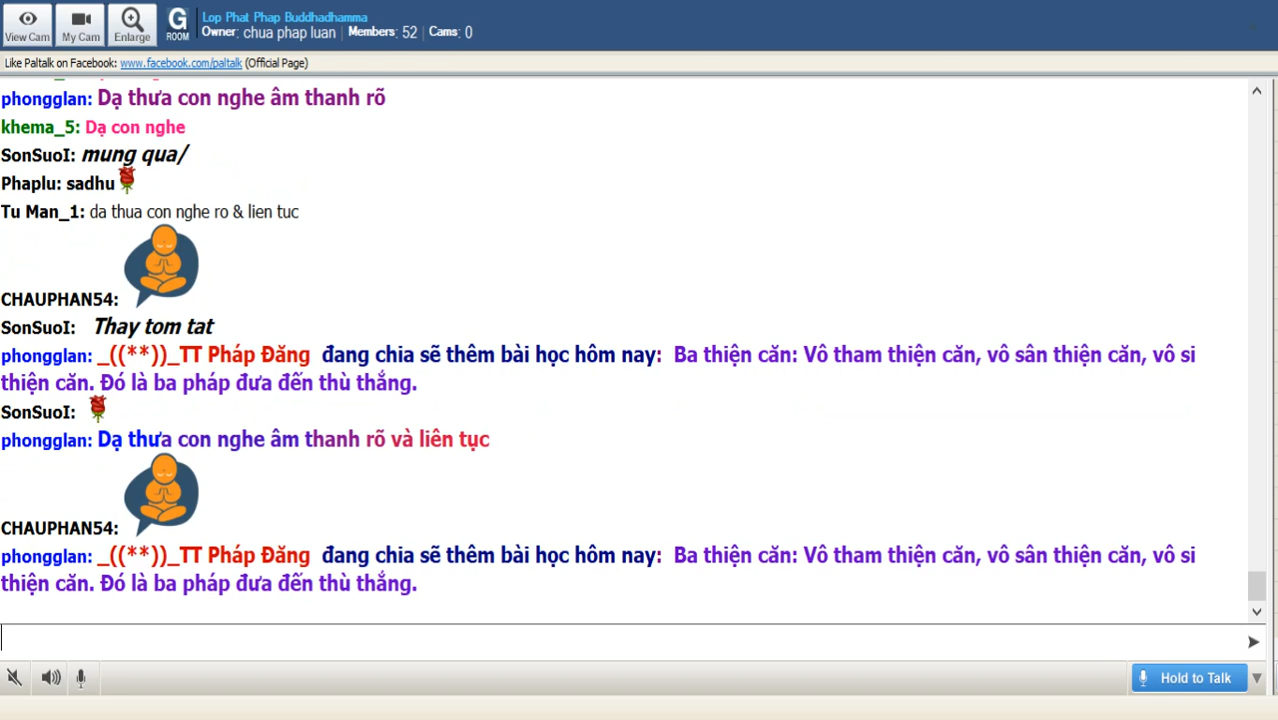 View Cam
My Cam
Enlarge
G
ROOM
Lop Phat Phap Buddhadhamma
Owner: chua phap luan | Members: 52 | Cams: 0
Like Paltalk on Facebook: www.facebook.com/paltalk (Official Page)
phongglan: Dạ thưa con nghe âm thanh rõ
khema_5: Dạ con nghe
SonSuoI: mung qua/
Phaplu: sadhu
Tu Man_1: da thua con nghe ro & lien tuc
CHAUPHAN54:
SonSuoI: Thay tom tat
phongglan: _((**))_TT Pháp Đăng đang chia sẽ thêm bài học hôm nay: Ba thiện căn: Vô tham thiện căn, vô sân thiện căn, vô si
thiện căn. Đó là ba pháp đưa đến thù thắng.
SonSuoI:
phongglan: Dạ thưa con nghe âm thanh rõ và liên tục
CHAUPHAN54:
phongglan: _((**))_TT Pháp Đăng đang chia sẽ thêm bài học hôm nay: Ba thiện căn: Vô tham thiện căn, vô sân thiện căn, vô si
thiện căn. Đó là ba pháp đưa đến thù thắng.
Hold to Talk